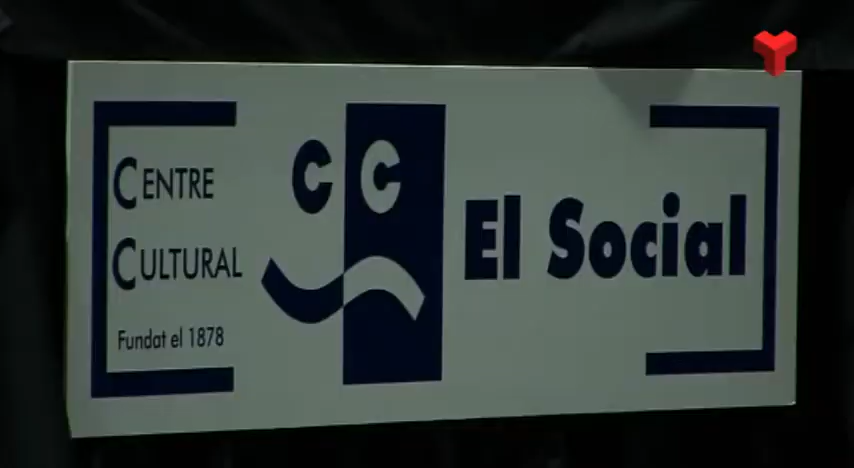 CENTRE
CULTURAL
Fundat el 1878
CC
El Social